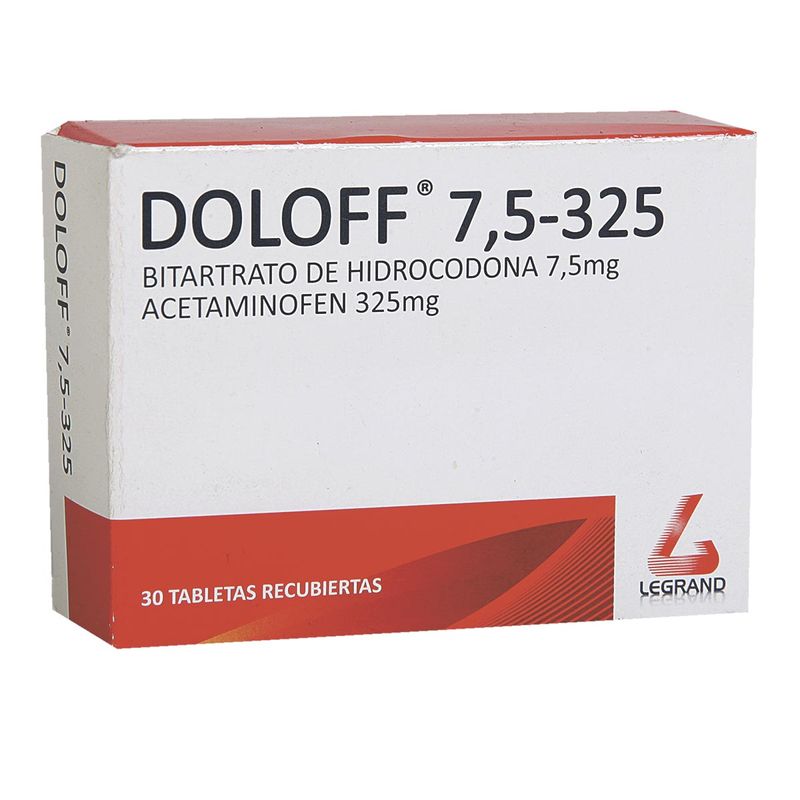 DOLOFF® 7,5-325
DOLOFF® 7,5-325
BITARTRATO DE HIDROCODONA 7,5mg
ACETAMINOFEN 325mg
30 TABLETAS RECUBIERTAS
LEGRAND